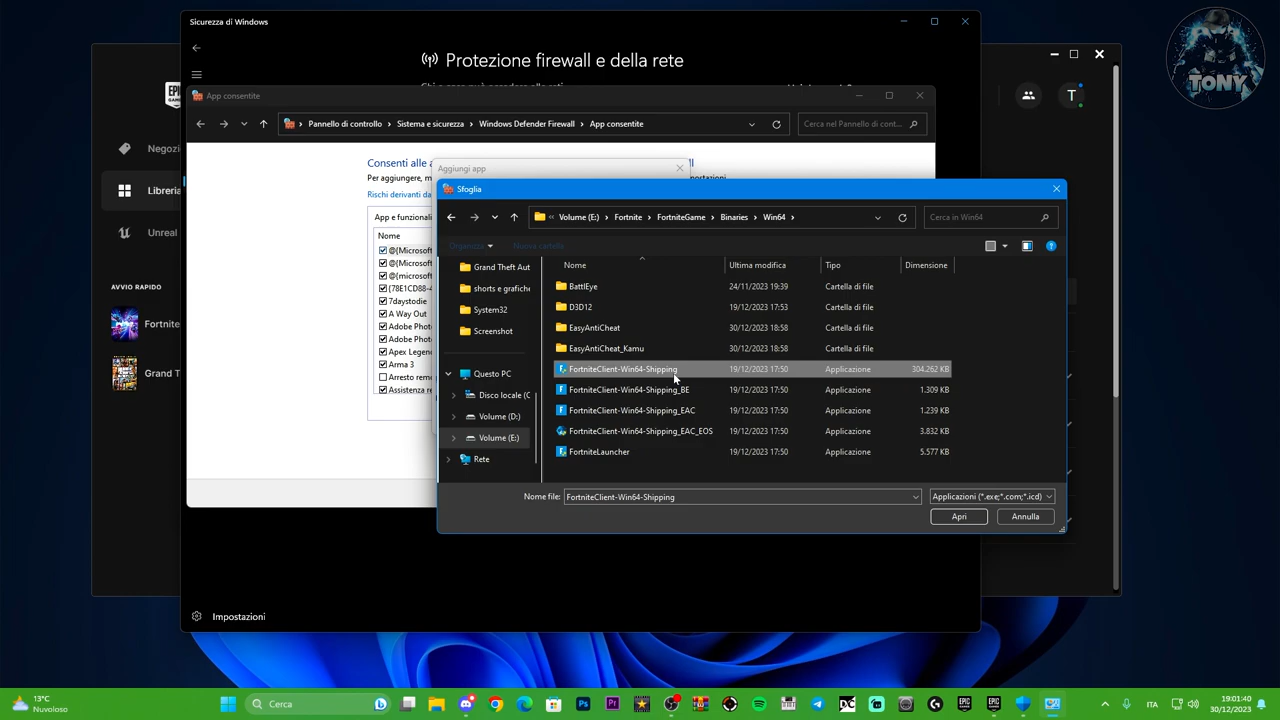 Sicurezza di Windows
Protezione firewall e della rete
TONY
EPIC
T
App consentite
Pannello di controllo > Sistema e sicurezza > Windows Defender Firewall > App consentite
Cerca nel Pannello di cont...
Negozi
Libreria
Unreal
AVVIO RAPIDO
Fortnite
Grand T
Consenti alle
Per aggiungere, m
Rischi derivanti da
App e funzionali
Nome
@{Microsoft
@{Microsoft
@{microsoft
{78E1CD88-4
7daystodie
A Way Out
Adobe Phot
Adobe Phot
Apex Legend
Arma 3
Arresto rem
Assistenza re
Aggiungi app
Sfoglia
« Volume (E:) > Fortnite > FortniteGame > Binaries > Win64 >
Cerca in Win64
Organizza
Nuova cartella
Grand Theft Aut
shorts e grafiche
System32
Screenshot
Questo PC
Disco locale (C
Volume (D:)
Volume (E:)
Rete
Nome Ultima modifica Tipo Dimensione
BattlEye 24/11/2023 19:39 Cartella di file
D3D12 19/12/2023 17:53 Cartella di file
EasyAntiCheat 30/12/2023 18:58 Cartella di file
EasyAntiCheat_Kamu 30/12/2023 18:58 Cartella di file
FortniteClient-Win64-Shipping 19/12/2023 17:50 Applicazione 304.262 KB
FortniteClient-Win64-Shipping_BE 19/12/2023 17:50 Applicazione 1.309 KB
FortniteClient-Win64-Shipping_EAC 19/12/2023 17:50 Applicazione 1.239 KB
FortniteClient-Win64-Shipping_EAC_EOS 19/12/2023 17:50 Applicazione 3.832 KB
FortniteLauncher 19/12/2023 17:50 Applicazione 5.577 KB
Nome file: FortniteClient-Win64-Shipping
Applicazioni (*.exe;*.com;*.icd)
Apri
Annulla
Impostazioni
13°C
Nuvoloso
Cerca
ITA
19:01:40
30/12/2023